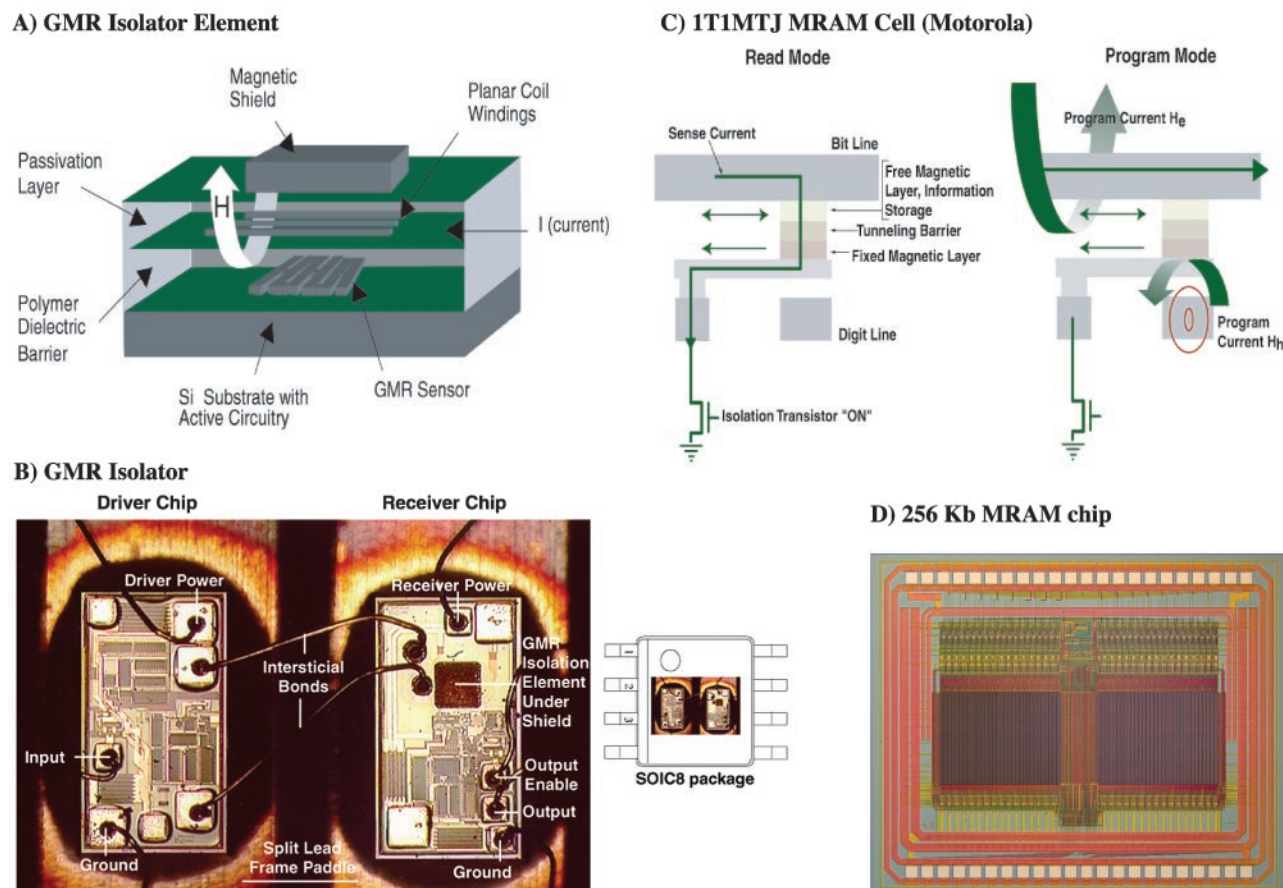 A) GMR Isolator Element
Magnetic
Shield
Planar Coil
Windings
Passivation
Layer
H
I (current)
Polymer
Dielectric
Barrier
Si Substrate with
Active Circuitry
GMR Sensor
C) 1T1MTJ MRAM Cell (Motorola)
Read Mode
Program Mode
Sense Current
Bit Line
Free Magnetic
Layer, Information
Storage
Tunneling Barrier
Fixed Magnetic Layer
Digit Line
Isolation Transistor "ON"
Program Current He
Program
Current Hh
B) GMR Isolator
Driver Chip
Receiver Chip
Driver Power
Receiver Power
Intersticial
Bonds
GMR
Isolation
Element
Under
Shield
Input
Output
Enable
Output
Ground
Split Lead
Frame Paddle
Ground
1
2
3
SOIC8 package
D) 256 Kb MRAM chip